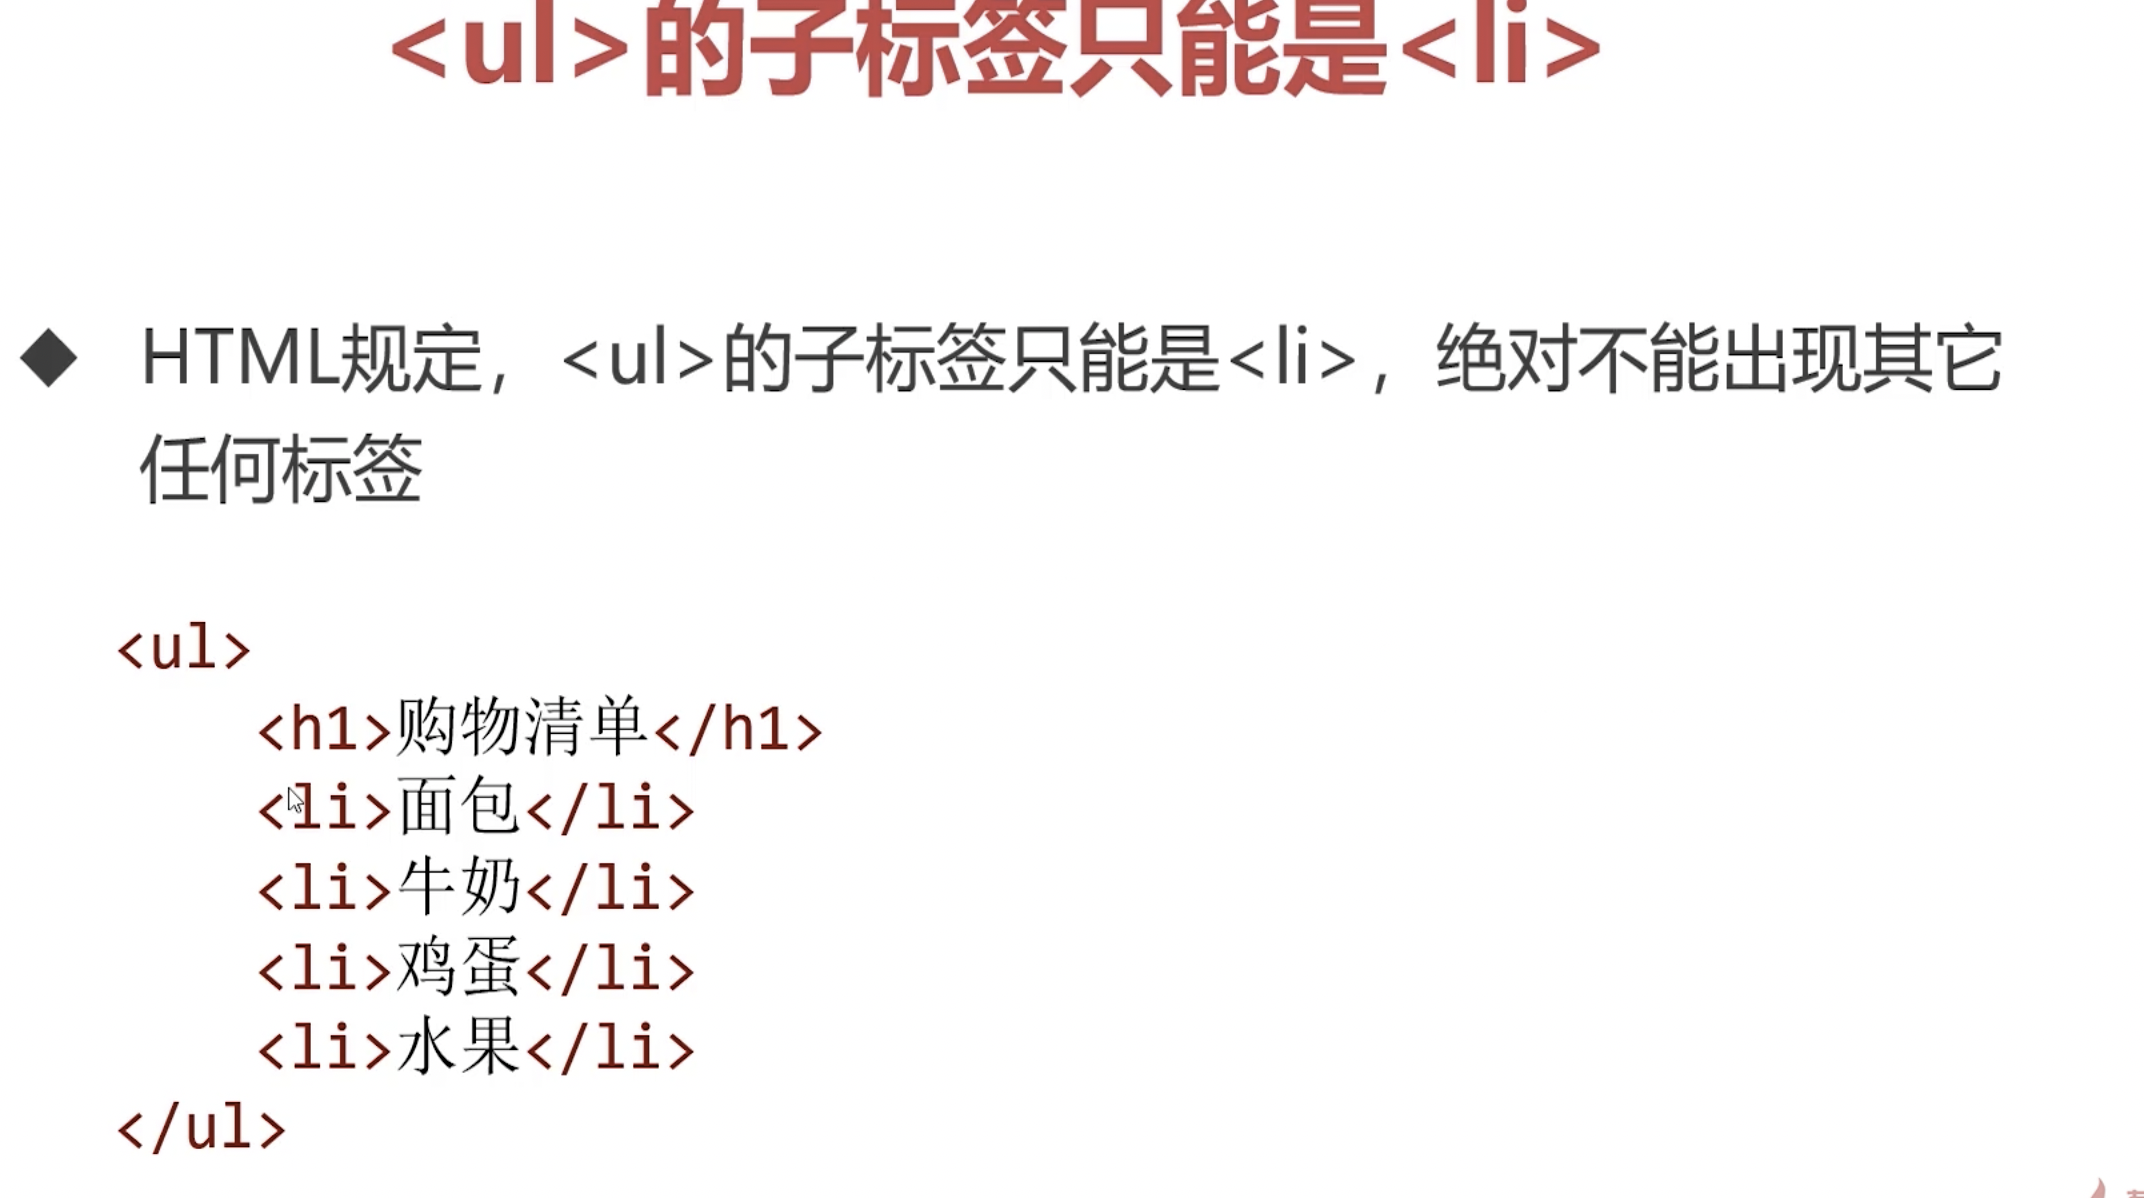 <ul>的子标签只能是<li>
HTML规定，<ul>的子标签只能是<li>，绝对不能出现其它
任何标签
<ul>
<h1>购物清单</h1>
<li>面包</li>
<li>牛奶</li>
<li>鸡蛋</li>
<li>水果</li>
</ul>